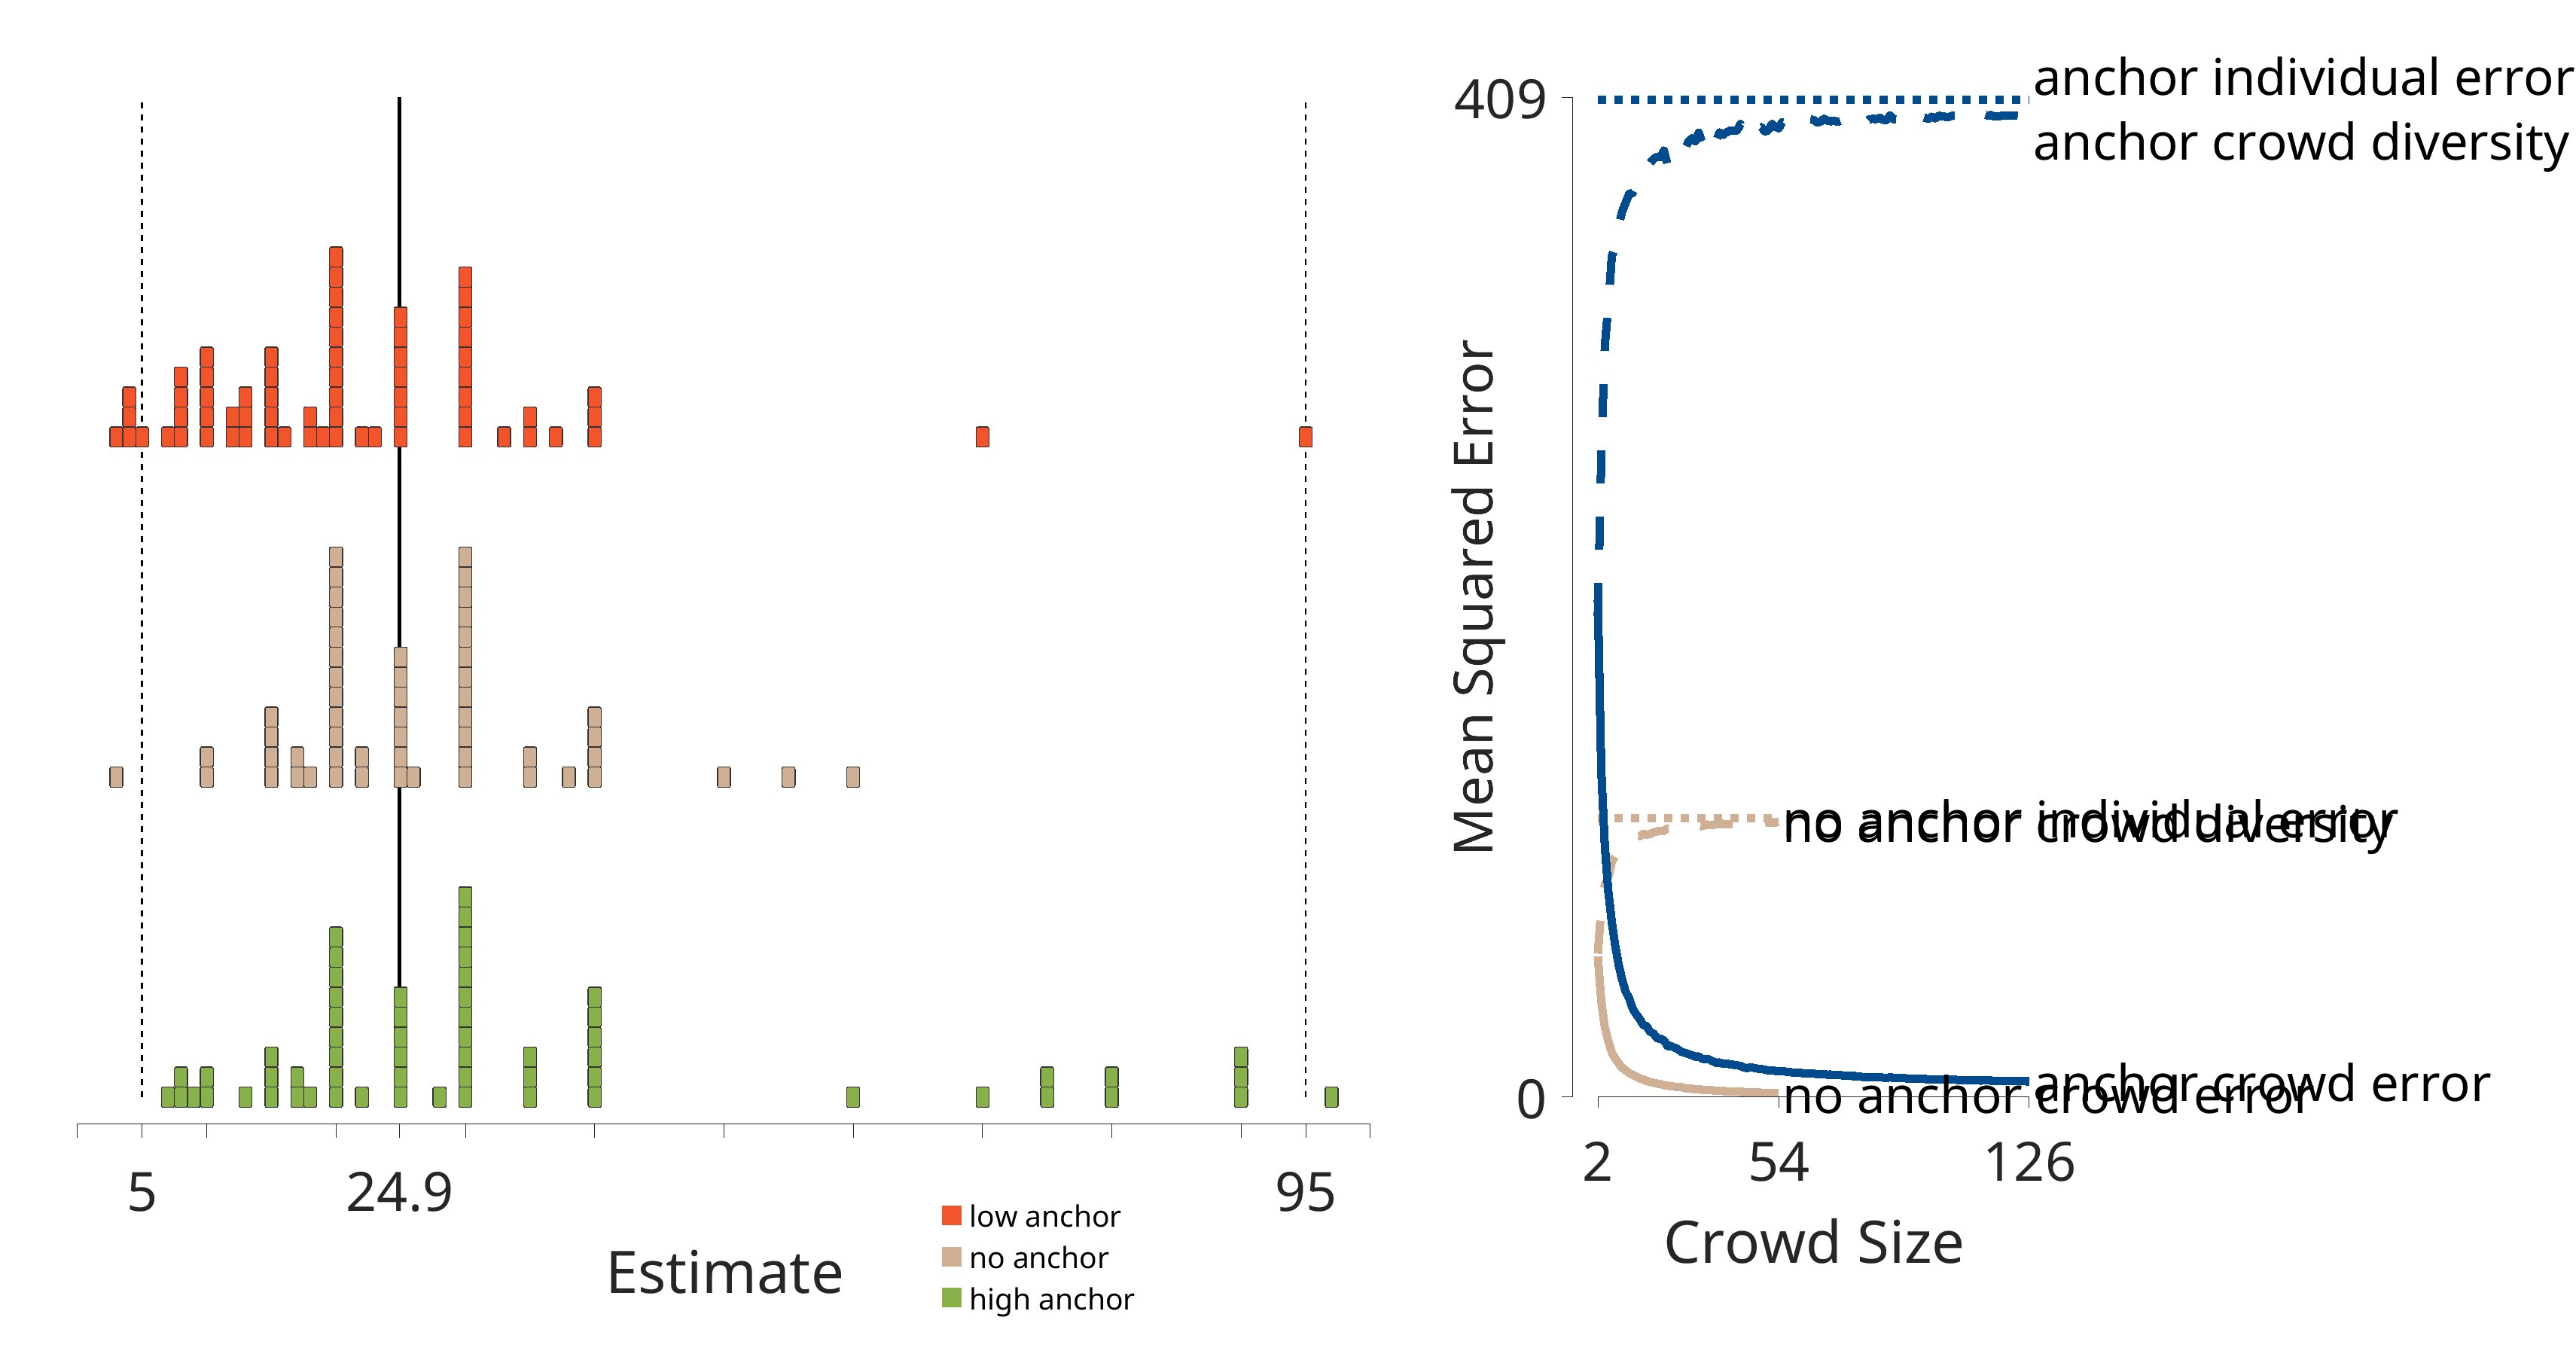 5
24.9
95
Estimate
low anchor
no anchor
high anchor
Mean Squared Error
409
0
anchor individual error
anchor crowd diversity
no anchor individual error
no anchor crowd diversity
anchor crowd error
no anchor crowd error
2
54
126
Crowd Size